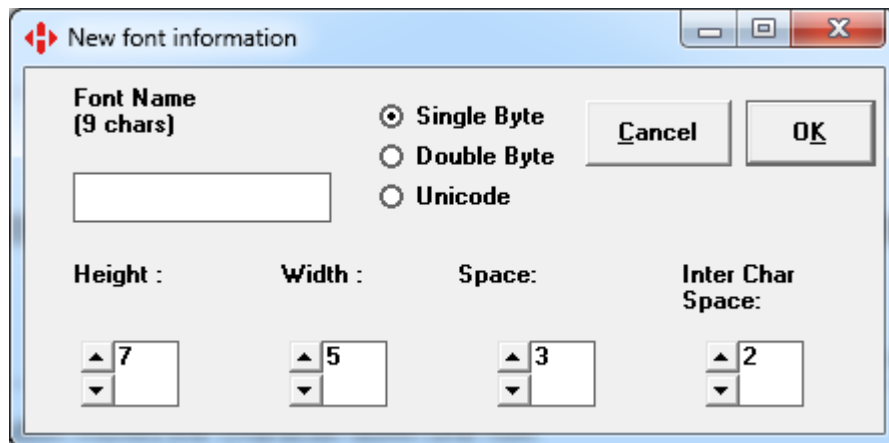 New font information
Font Name
(9 chars)
Single Byte
Double Byte
Unicode
Cancel
OK
Height :
Width :
Space:
Inter Char
Space:
7
5
3
2